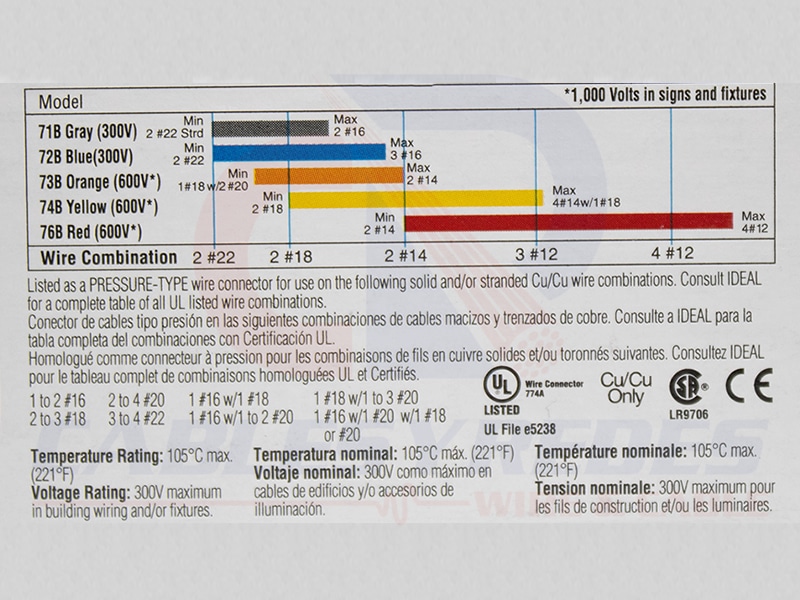 Model
*1,000 Volts in signs and fixtures
71B Gray (300V)
Min
2 #22 Strd
Max
2 #16
72B Blue(300V)
Min
2 #22
Max
3 #16
73B Orange (600V*)
Min
1#18 w/2 #20
Max
2 #14
74B Yellow (600V*)
Min
2 #18
Max
4#14w/1#18
76B Red (600V*)
Min
2 #14
Max
4#12
Wire Combination 2 #22 2 #18 2 #14 3 #12 4 #12
Listed as a PRESSURE-TYPE wire connector for use on the following solid and/or stranded Cu/Cu wire combinations. Consult IDEAL
for a complete table of all UL listed wire combinations.
Conector de cables tipo presión en las siguientes combinaciones de cables macizos y trenzados de cobre. Consulte a IDEAL para la
tabla completa del combinaciones con Certificación UL.
Homologué comme connecteur à pression pour les combinaisons de fils en cuivre solides et/ou toronnés suivantes. Consultez IDEAL
pour le tableau complet de combinaisons homologuées UL et Certifiés.
1 to 2 #16 2 to 4 #20 1 #16 w/1 #18 1 #18 w/1 to 3 #20
2 to 3 #18 3 to 4 #22 1 #16 w/1 to 2 #20 1 #16 w/1 #20 w/1 #18
or #20
UL
LISTED
Wire Connector
774A
UL File e5238
Cu/Cu
Only
SA
®
LR9706
CE
Temperature Rating: 105°C max.
(221°F)
Voltage Rating: 300V maximum
in building wiring and/or fixtures.
Temperatura nominal: 105°C máx. (221°F)
Voltaje nominal: 300V como máximo en
cables de edificios y/o accesorios de
illuminación.
Température nominale: 105°C max.
(221°F)
Tension nominale: 300V maximum pour
les fils de construction et/ou les luminaires.
CABLES Y REDES